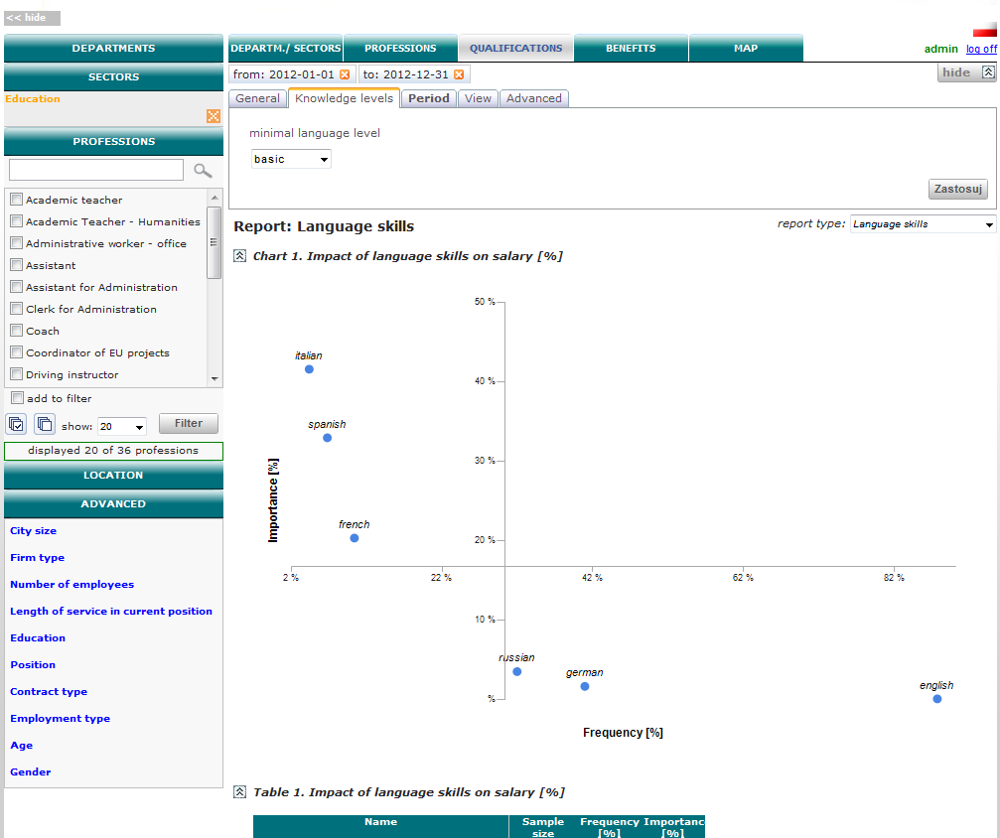 << hide
DEPARTMENTS
SECTORS
Education
PROFESSIONS
Academic teacher
Academic Teacher - Humanities
Administrative worker - office
Assistant
Assistant for Administration
Clerk for Administration
Coach
Coordinator of EU projects
Driving instructor
add to filter
show: 20 Filter
displayed 20 of 36 professions
LOCATION
ADVANCED
City size
Firm type
Number of employees
Length of service in current position
Education
Position
Contract type
Employment type
Age
Gender
DEPARTM./ SECTORS PROFESSIONS QUALIFICATIONS BENEFITS MAP
admin log off
from: 2012-01-01 to: 2012-12-31
hide
General Knowledge levels Period View Advanced
minimal language level
basic
Zastosuj
Report: Language skills
report type: Language skills
Chart 1. Impact of language skills on salary [%]
50 %
italian
40 %
spanish
30 %
Importance [%]
french
20 %
2 % 22 % 42 % 62 % 82 %
10 %
russian
german
english
%
Frequency [%]
Table 1. Impact of language skills on salary [%]
Name Sample size Frequency [%] Importanc [%]